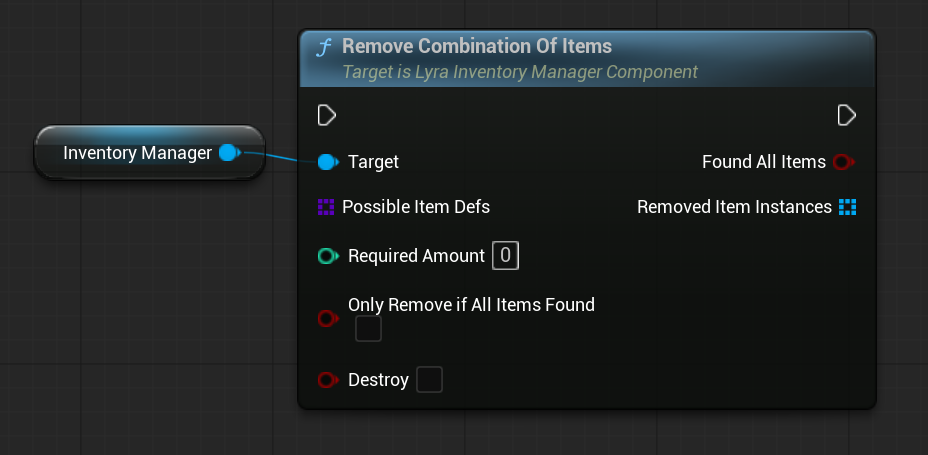 f Remove Combination Of Items
Target is Lyra Inventory Manager Component
Inventory Manager
Target
Found All Items
Possible Item Defs
Removed Item Instances
Required Amount 0
Only Remove if All Items Found
Destroy